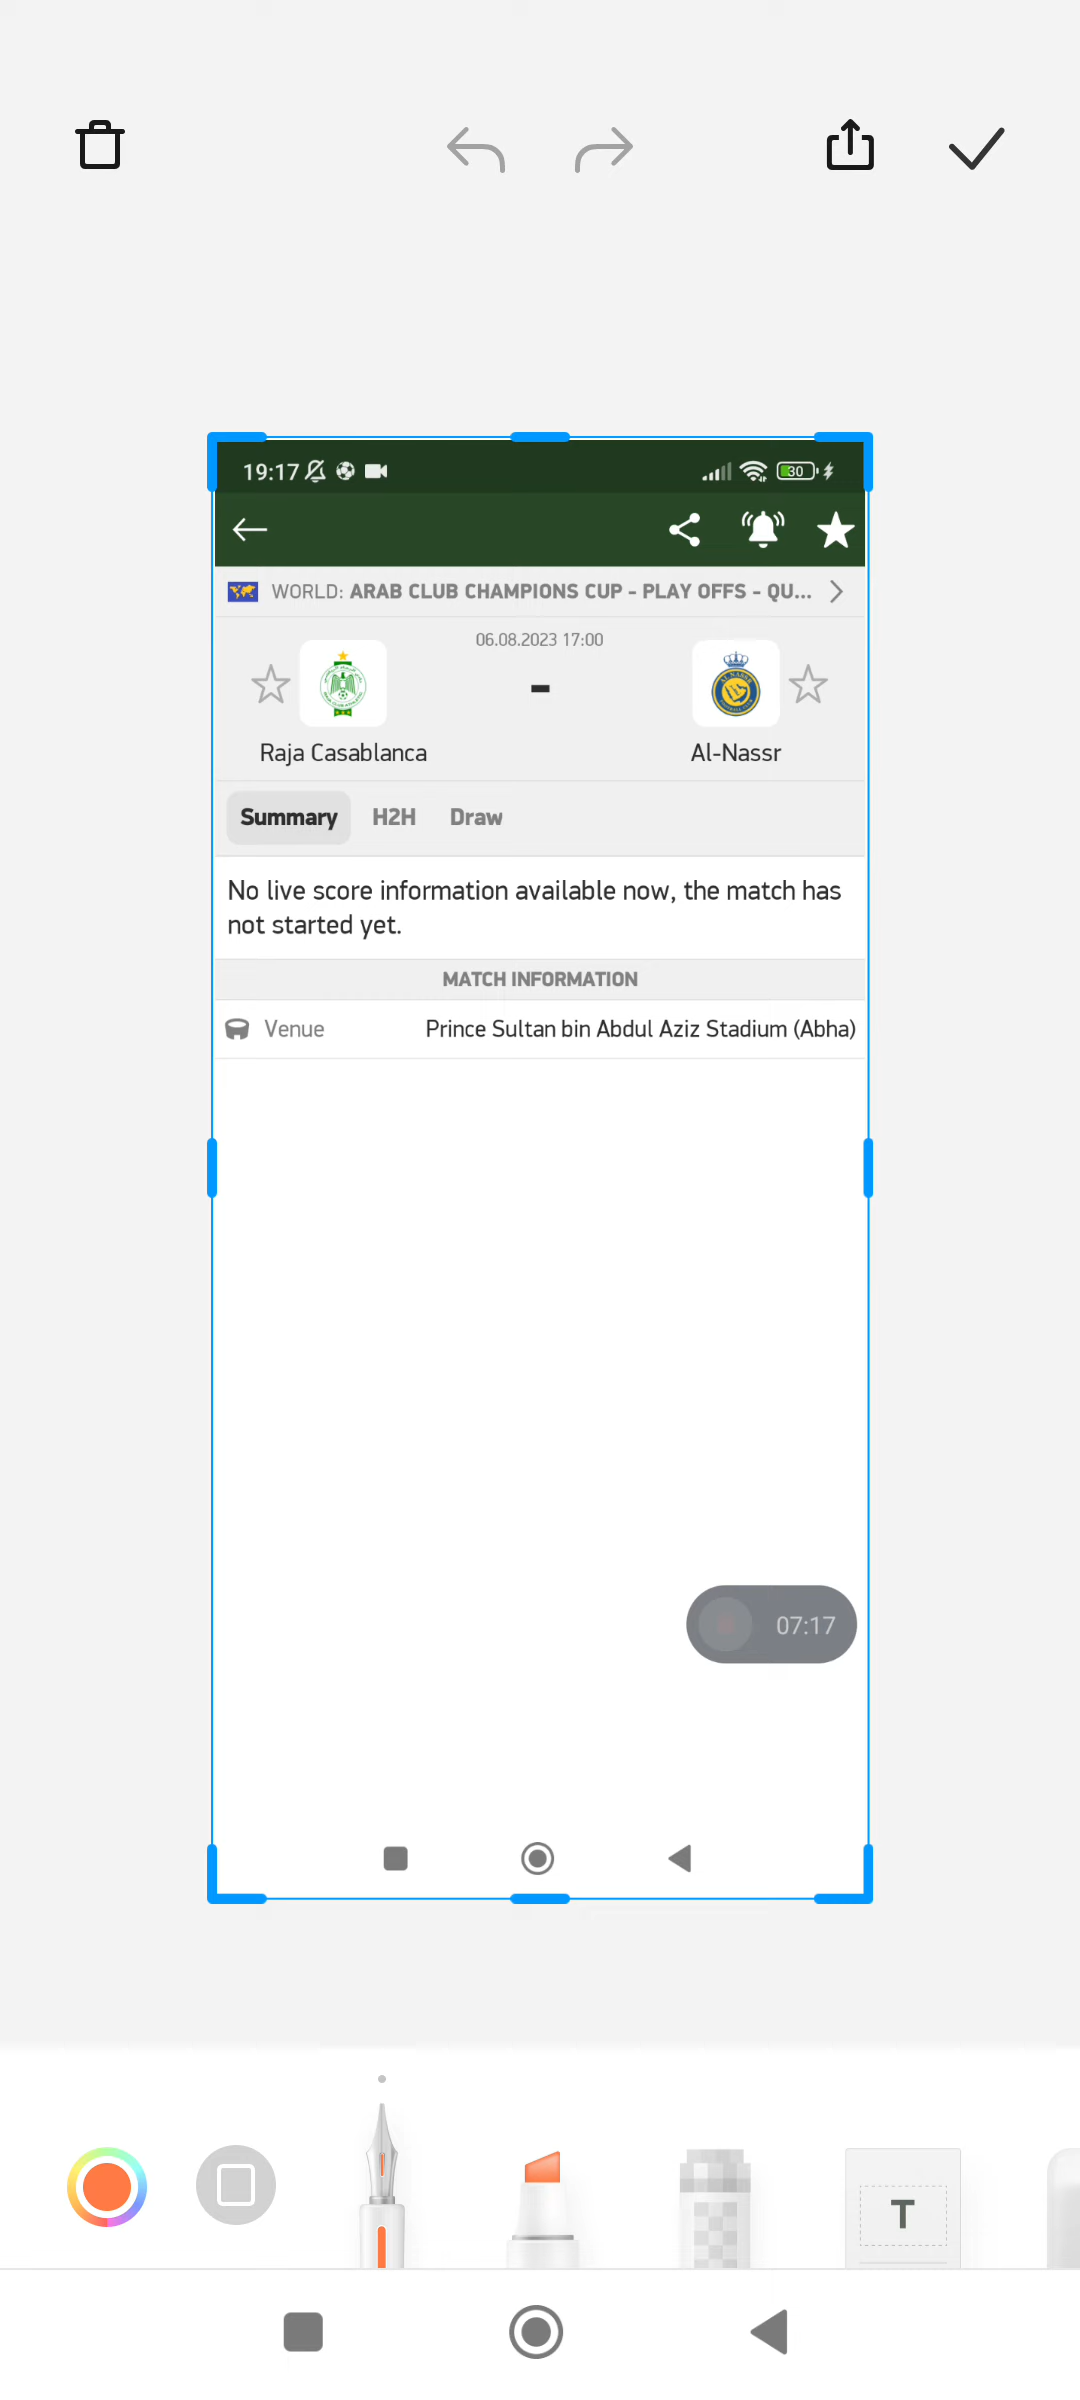 19:17
30
WORLD: ARAB CLUB CHAMPIONS CUP - PLAY OFFS - QU...
06.08.2023 17:00
-
Raja Casablanca
Al-Nassr
Summary H2H Draw
No live score information available now, the match has
not started yet.
MATCH INFORMATION
Venue Prince Sultan bin Abdul Aziz Stadium (Abha)
07:17
T